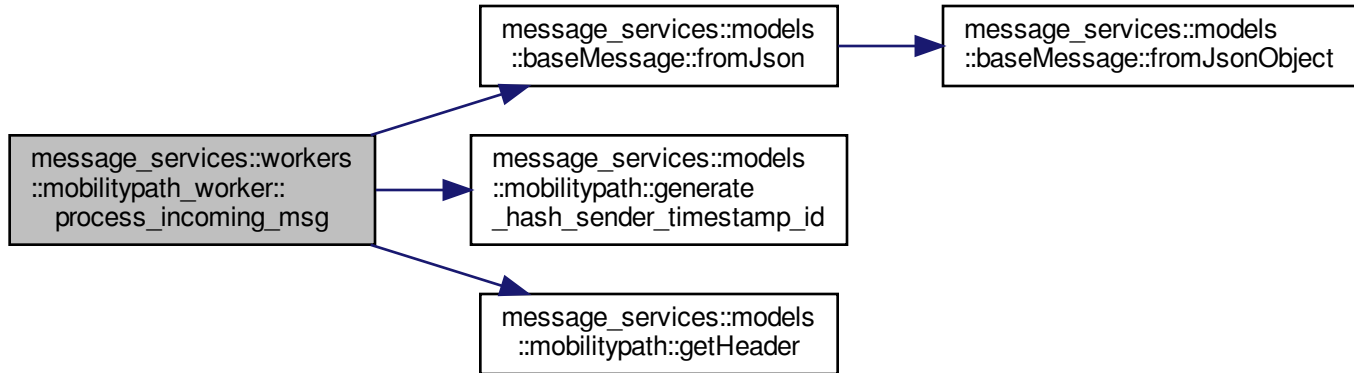 message_services::workers
::mobilitypath_worker::
process_incoming_msg
message_services::models
::baseMessage::fromJson
message_services::models
::baseMessage::fromJsonObject
message_services::models
::mobilitypath::generate
_hash_sender_timestamp_id
message_services::models
::mobilitypath::getHeader